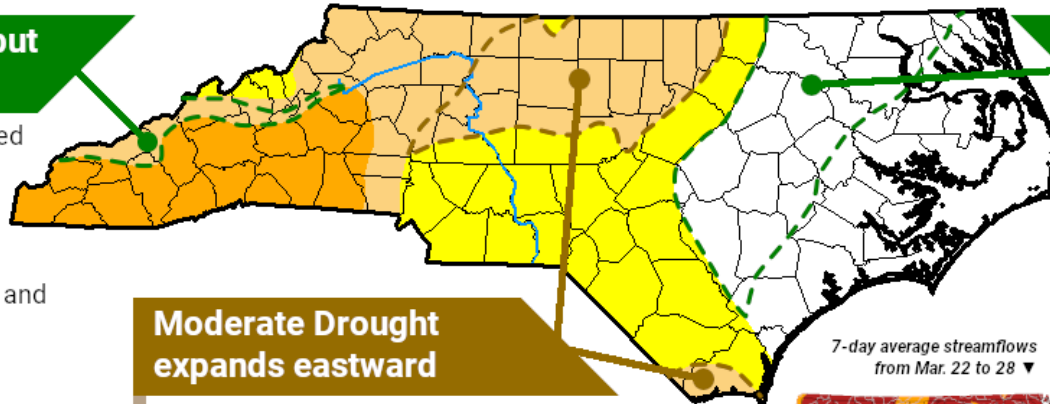 out
ed
and
Moderate Drought
expands eastward
7-day average streamflows
from Mar. 22 to 28 ▼